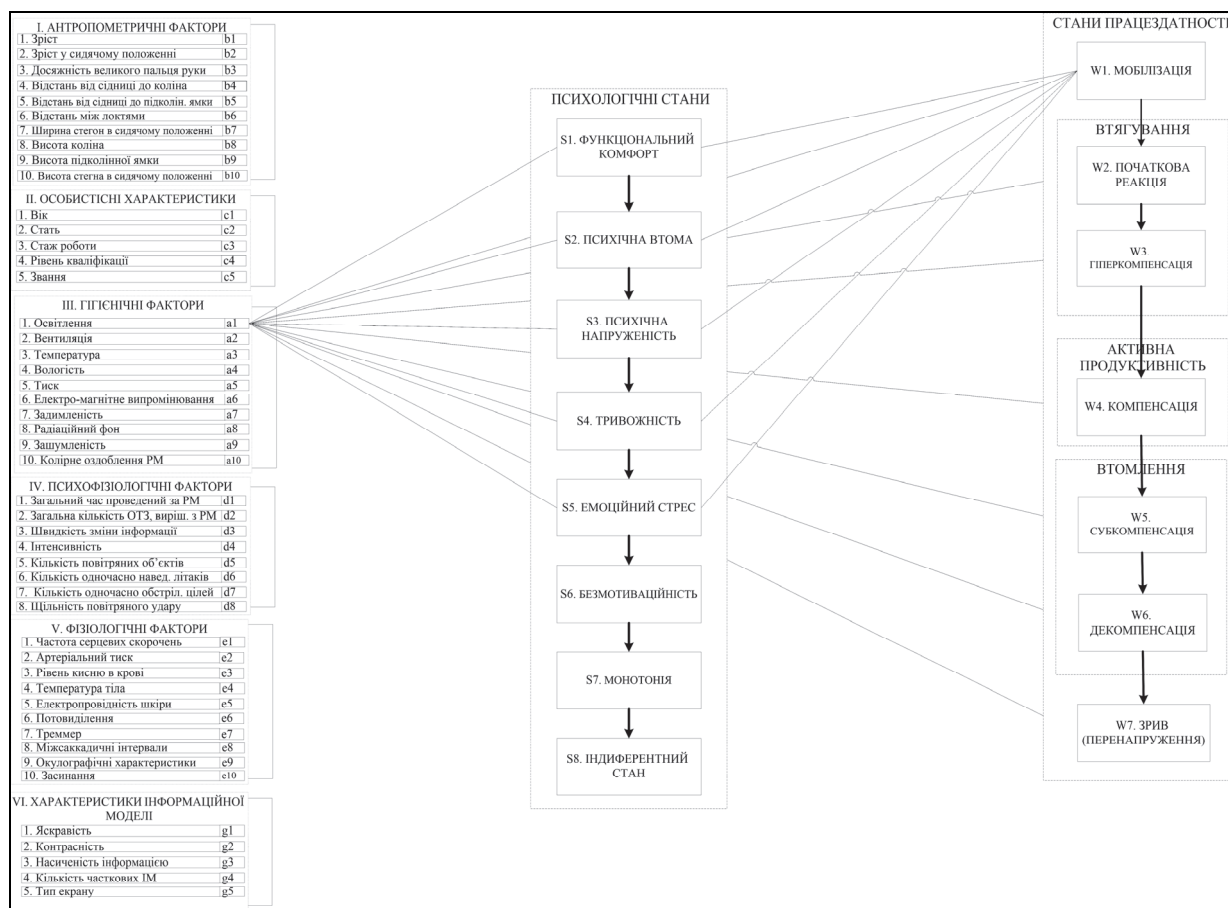 І. АНТРОПОМЕТРИЧНІ ФАКТОРИ
1. Зріст b1
2. Зріст у сидячому положенні b2
3. Досяжність великого пальця руки b3
4. Відстань від сідниці до коліна b4
5. Відстань від сідниці до підколін. ямки b5
6. Відстань між локтями b6
7. Ширина стегон в сидячому положенні b7
8. Висота коліна b8
9. Висота підколінної ямки b9
10. Висота стегна в сидячому положенні b10
ІІ. ОСОБИСТІСНІ ХАРАКТЕРИСТИКИ
1. Вік c1
2. Стать c2
3. Стаж роботи c3
4. Рівень кваліфікації c4
5. Звання c5
ІІІ. ГІГІЄНІЧНІ ФАКТОРИ
1. Освітлення a1
2. Вентиляція a2
3. Температура a3
4. Вологість a4
5. Тиск a5
6. Електро-магнітне випромінювання a6
7. Задимленість a7
8. Радіаційний фон a8
9. Зашумленість a9
10. Колірне оздоблення РМ a10
IV. ПСИХОФІЗІОЛОГІЧНІ ФАКТОРИ
1. Загальний час проведений за РМ d1
2. Загальна кількість ОТЗ, виріш. з РМ d2
3. Швидкість зміни інформації d3
4. Інтенсивність d4
5. Кількість повітряних об’єктів d5
6. Кількість одночасно навед. літаків d6
7. Кількість одночасно обстріл. цілей d7
8. Щільність повітряного удару d8
V. ФІЗІОЛОГІЧНІ ФАКТОРИ
1. Частота серцевих скорочень e1
2. Артеріальний тиск e2
3. Рівень кисню в крові e3
4. Температура тіла e4
5. Електропровідність шкіри e5
6. Потовиділення e6
7. Треммер e7
8. Міжсаккадичні інтервали e8
9. Окулографічні характеристики e9
10. Засинання e10
VI. ХАРАКТЕРИСТИКИ ІНФОРМАЦІЙНОЇ
МОДЕЛІ
1. Яскравість g1
2. Контрасність g2
3. Насиченість інформацією g3
4. Кількість часткових ІМ g4
5. Тип екрану g5
ПСИХОЛОГІЧНІ СТАНИ
S1. ФУНКЦІОНАЛЬНИЙ
КОМФОРТ
S2. ПСИХІЧНА ВТОМА
S3. ПСИХІЧНА
НАПРУЖЕНІСТЬ
S4. ТРИВОЖНІСТЬ
S5. ЕМОЦІЙНИЙ СТРЕС
S6. БЕЗМОТИВАЦІЙНІСТЬ
S7. МОНОТОНІЯ
S8. ІНДИФЕРЕНТНИЙ
СТАН
СТАНИ ПРАЦЕЗДАТНОСТІ
W1. МОБІЛІЗАЦІЯ
ВТЯГУВАННЯ
W2. ПОЧАТКОВА
РЕАКЦІЯ
W3.
ГІПЕРКОМПЕНСАЦІЯ
АКТИВНА
ПРОДУКТИВНІСТЬ
W4. КОМПЕНСАЦІЯ
ВТОМЛЕННЯ
W5.
СУБКОМПЕНСАЦІЯ
W6.
ДЕКОМПЕНСАЦІЯ
W7. ЗРИВ
(ПЕРЕНАПРУЖЕННЯ)